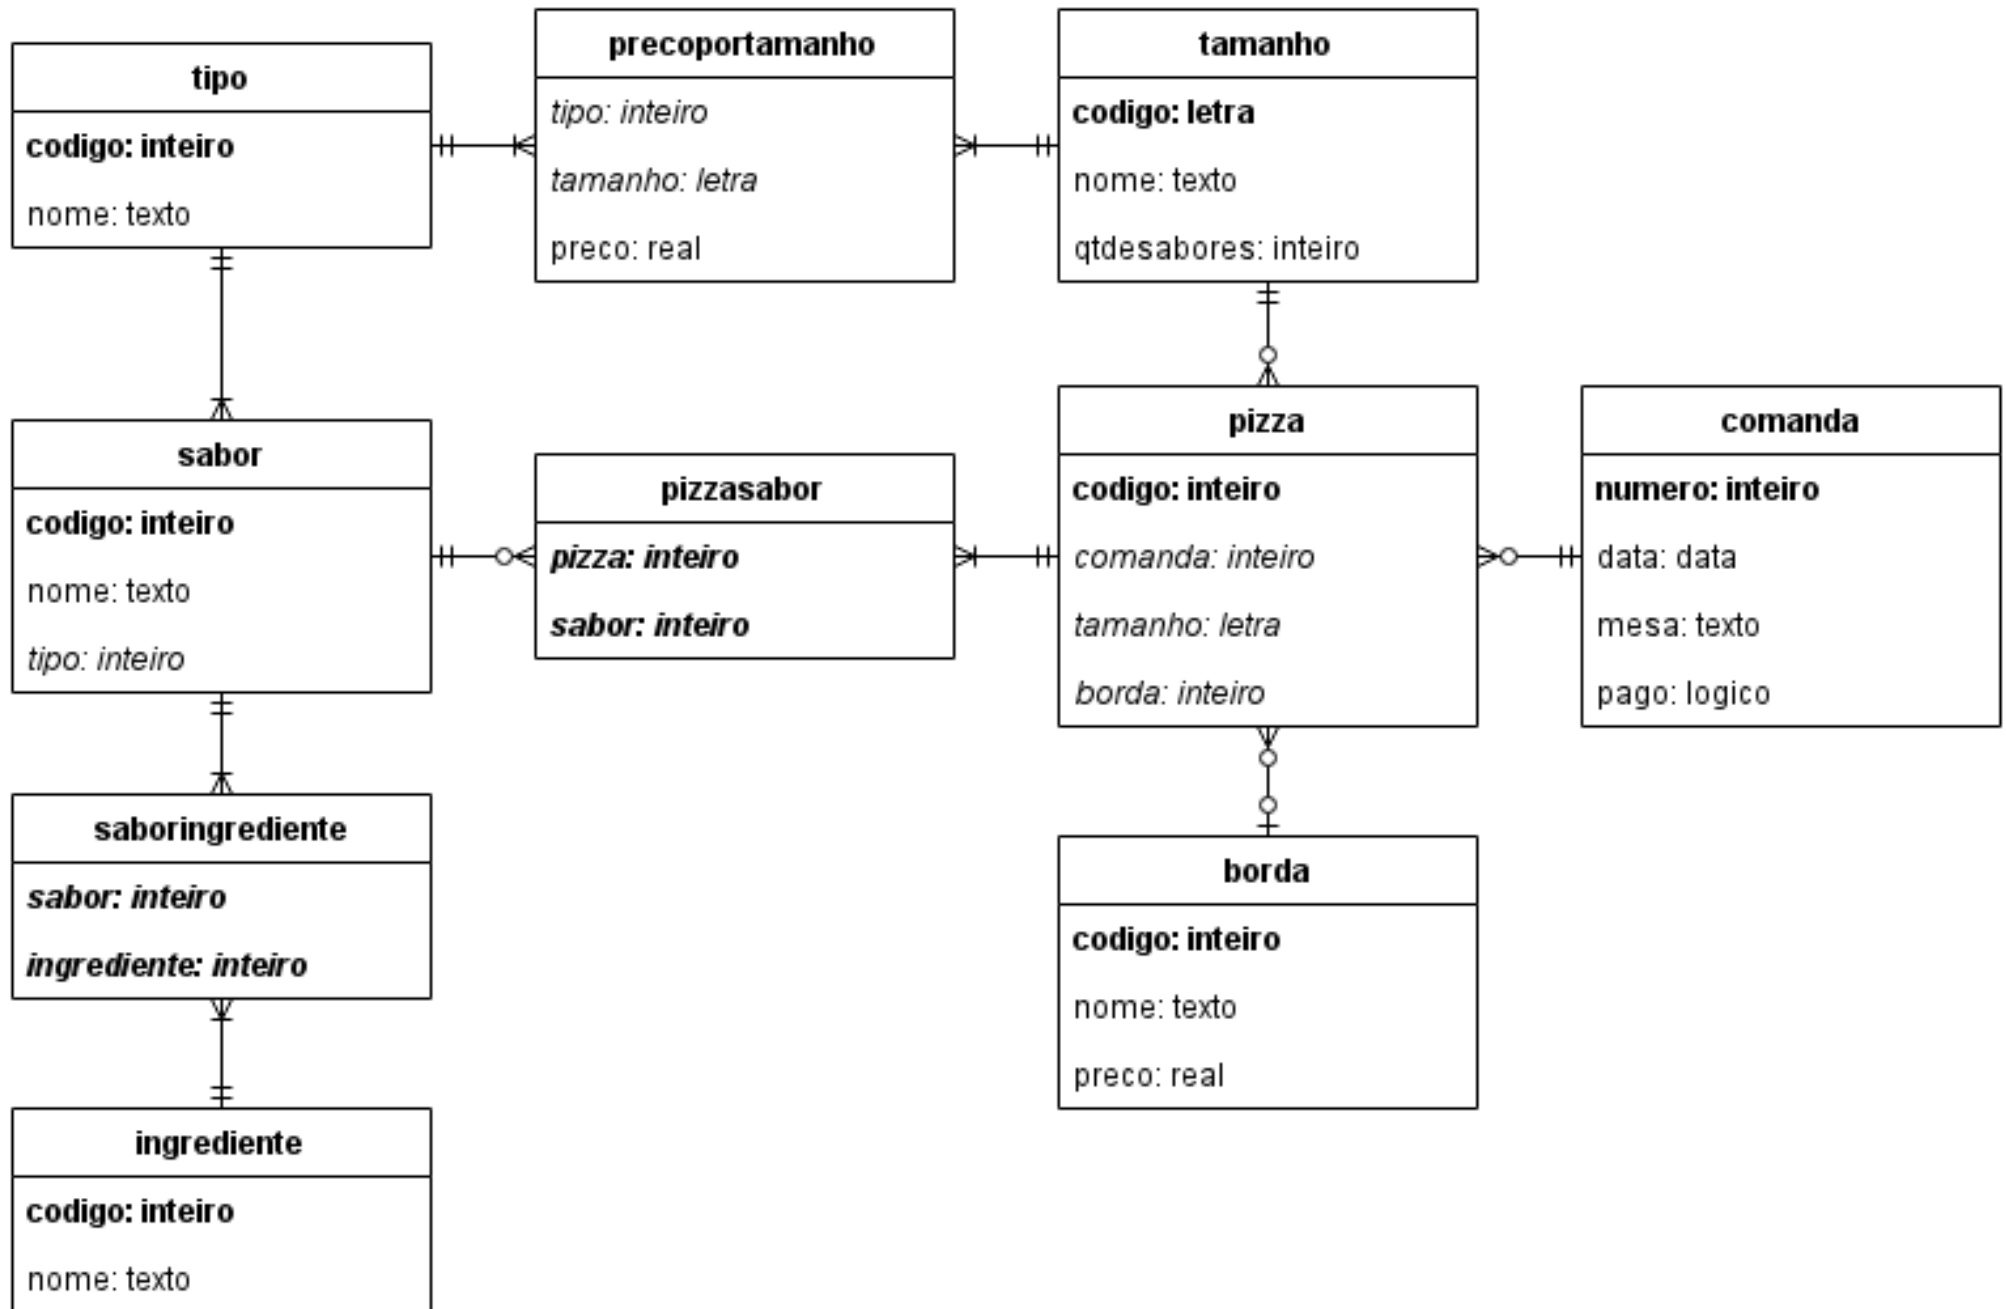 tipo
codigo: inteiro
nome: texto
precoportamanho
tipo: inteiro
tamanho: letra
preco: real
tamanho
codigo: letra
nome: texto
qtdesabores: inteiro
sabor
codigo: inteiro
nome: texto
tipo: inteiro
pizzasabor
pizza: inteiro
sabor: inteiro
pizza
codigo: inteiro
comanda: inteiro
tamanho: letra
borda: inteiro
comanda
numero: inteiro
data: data
mesa: texto
pago: logico
saboringrediente
sabor: inteiro
ingrediente: inteiro
borda
codigo: inteiro
nome: texto
preco: real
ingrediente
codigo: inteiro
nome: texto